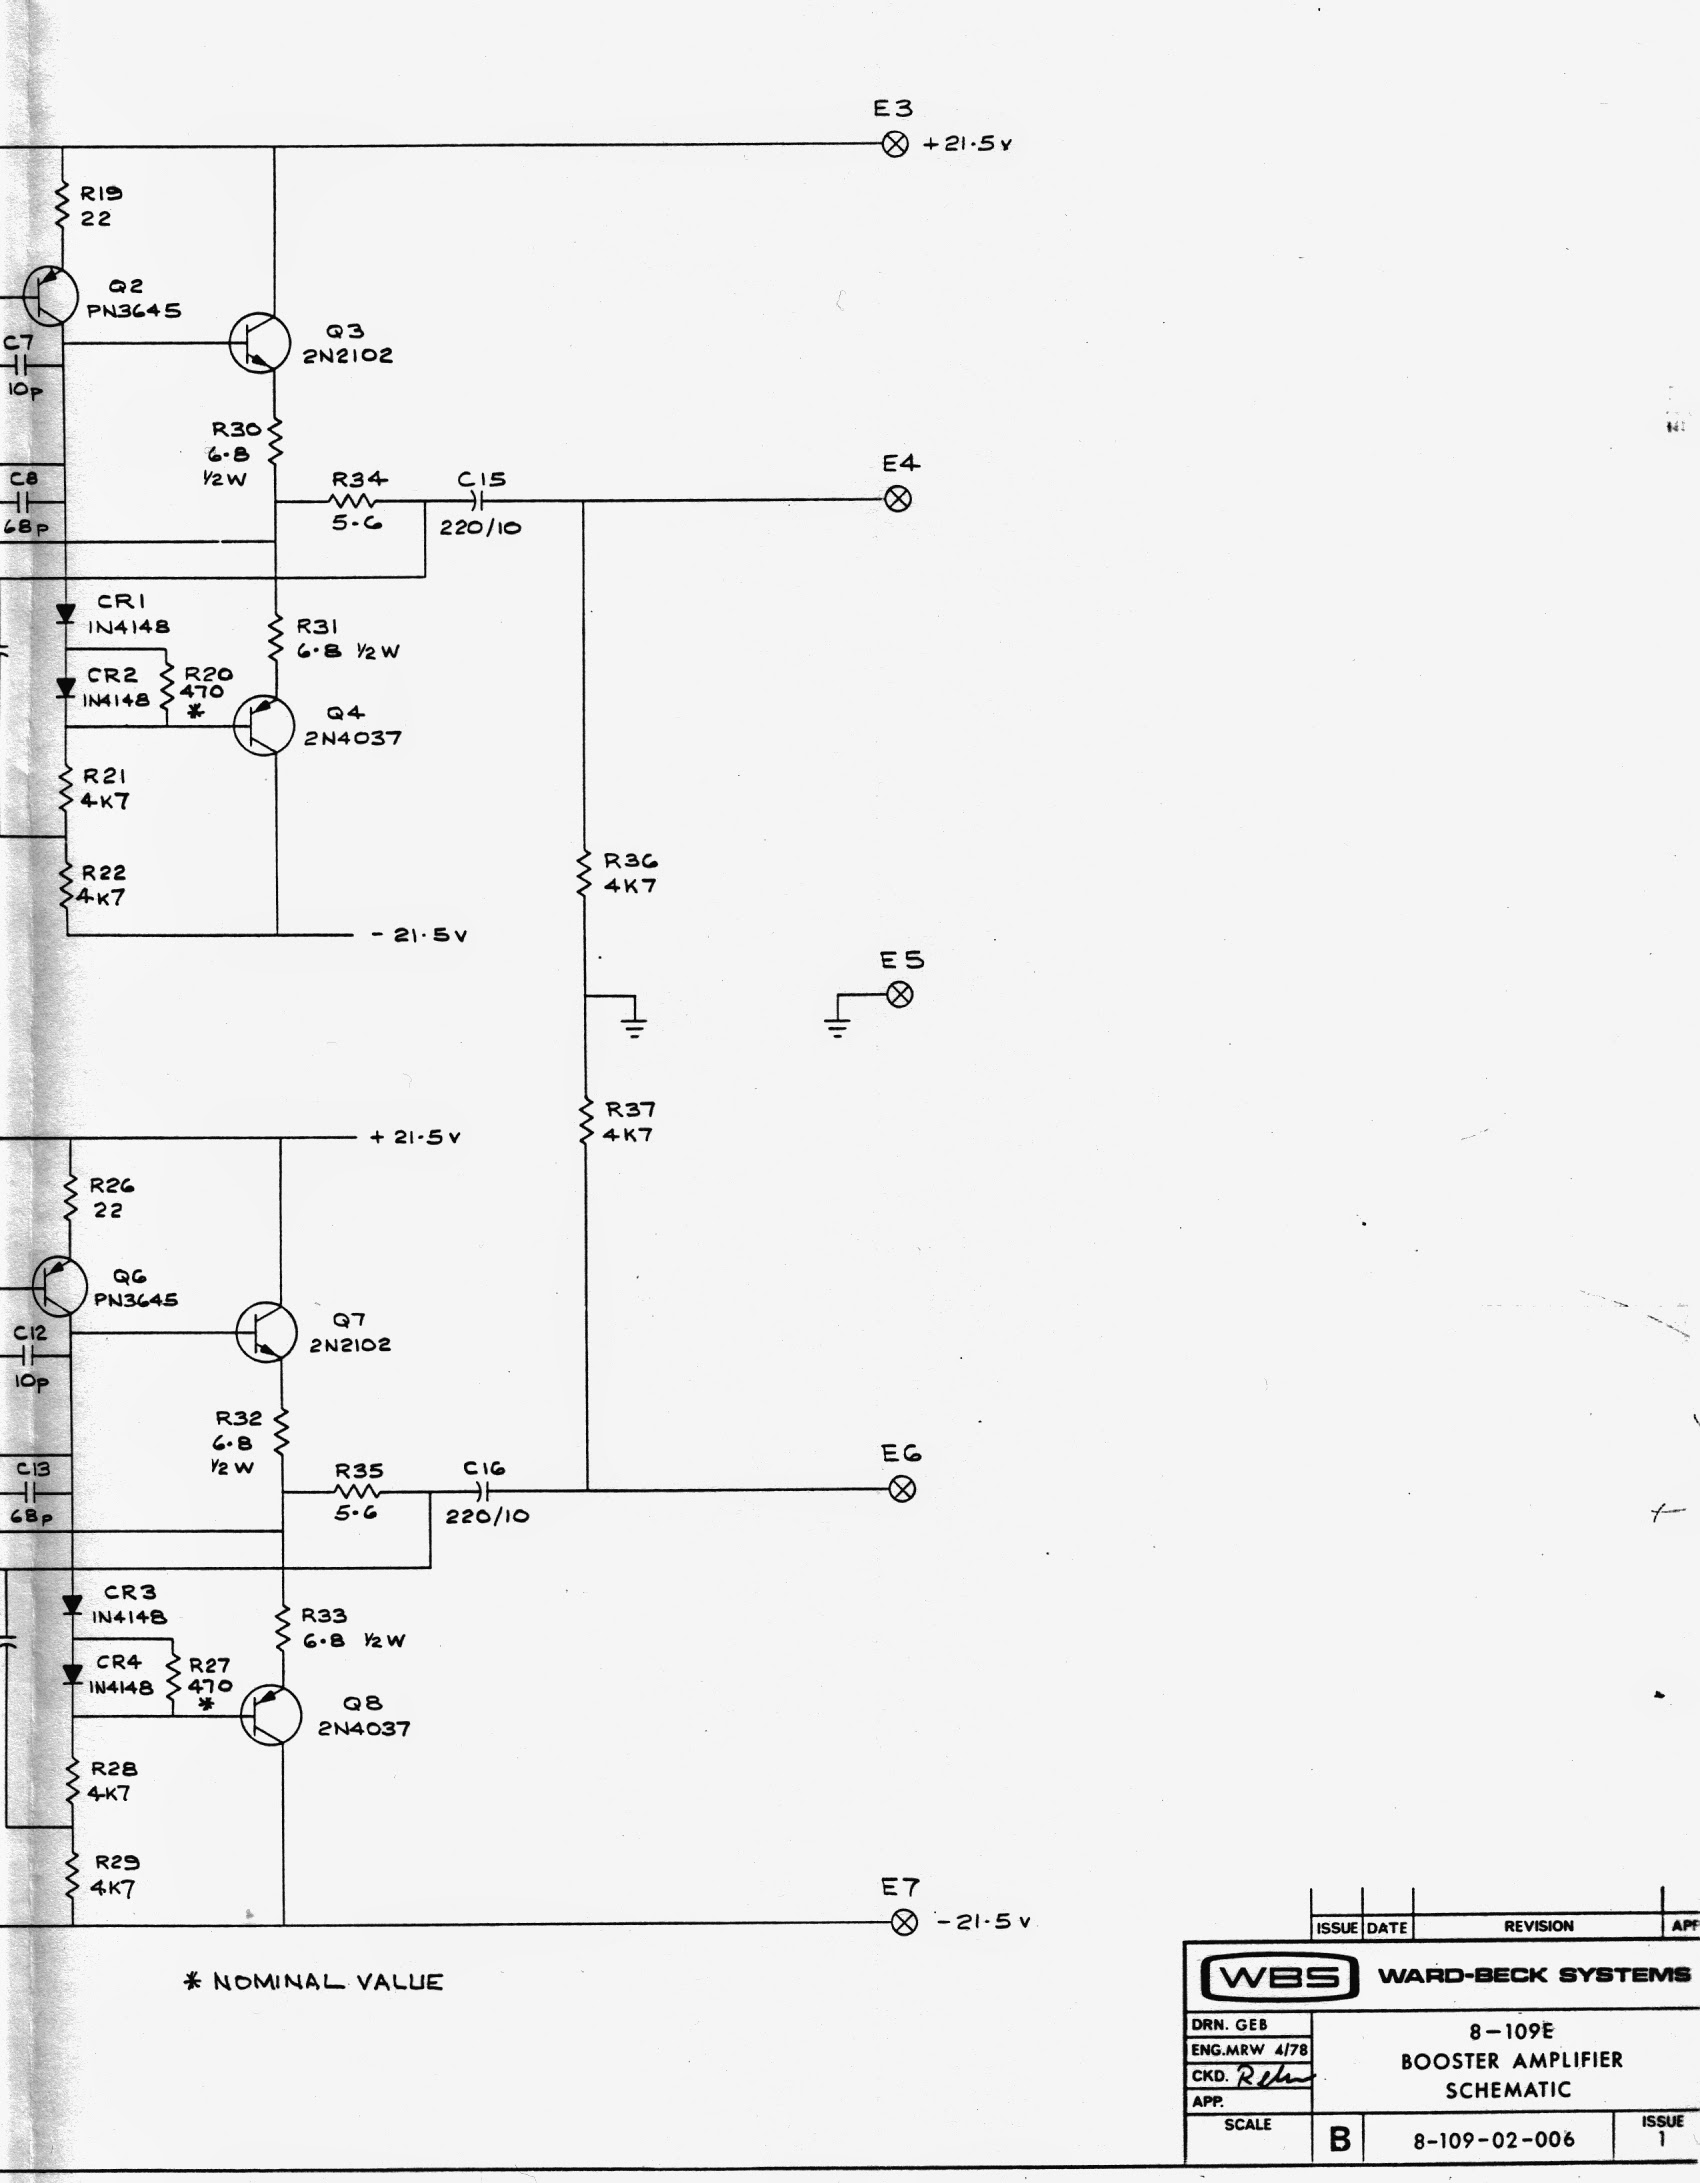 E3
+21.5V
R19
22
Q2
PN3645
C7
10p
Q3
2N2102
R30
6.8
½W
E4
C8
68p
R34
5.6
C15
220/10
CR1
1N4148
R31
6.8 ½W
CR2
1N4148
R20
470
*
Q4
2N4037
R21
4K7
R22
4K7
- 21.5V
R36
4K7
E5
R37
4K7
+ 21.5V
R26
22
Q6
PN3645
C12
10p
Q7
2N2102
R32
6.8
½W
E6
C13
68p
R35
5.6
C16
220/10
CR3
1N4148
R33
6.8 ½W
CR4
1N4148
R27
470
*
Q8
2N4037
R28
4K7
R29
4K7
E7
-21.5V
* NOMINAL VALUE
ISSUE DATE REVISION
WBS WARD-BECK SYSTEMS
DRN. GEB
ENG. MRW 4/78
CKD.
APP.
SCALE
8-109E
BOOSTER AMPLIFIER
SCHEMATIC
B
8-109-02-006
ISSUE
1